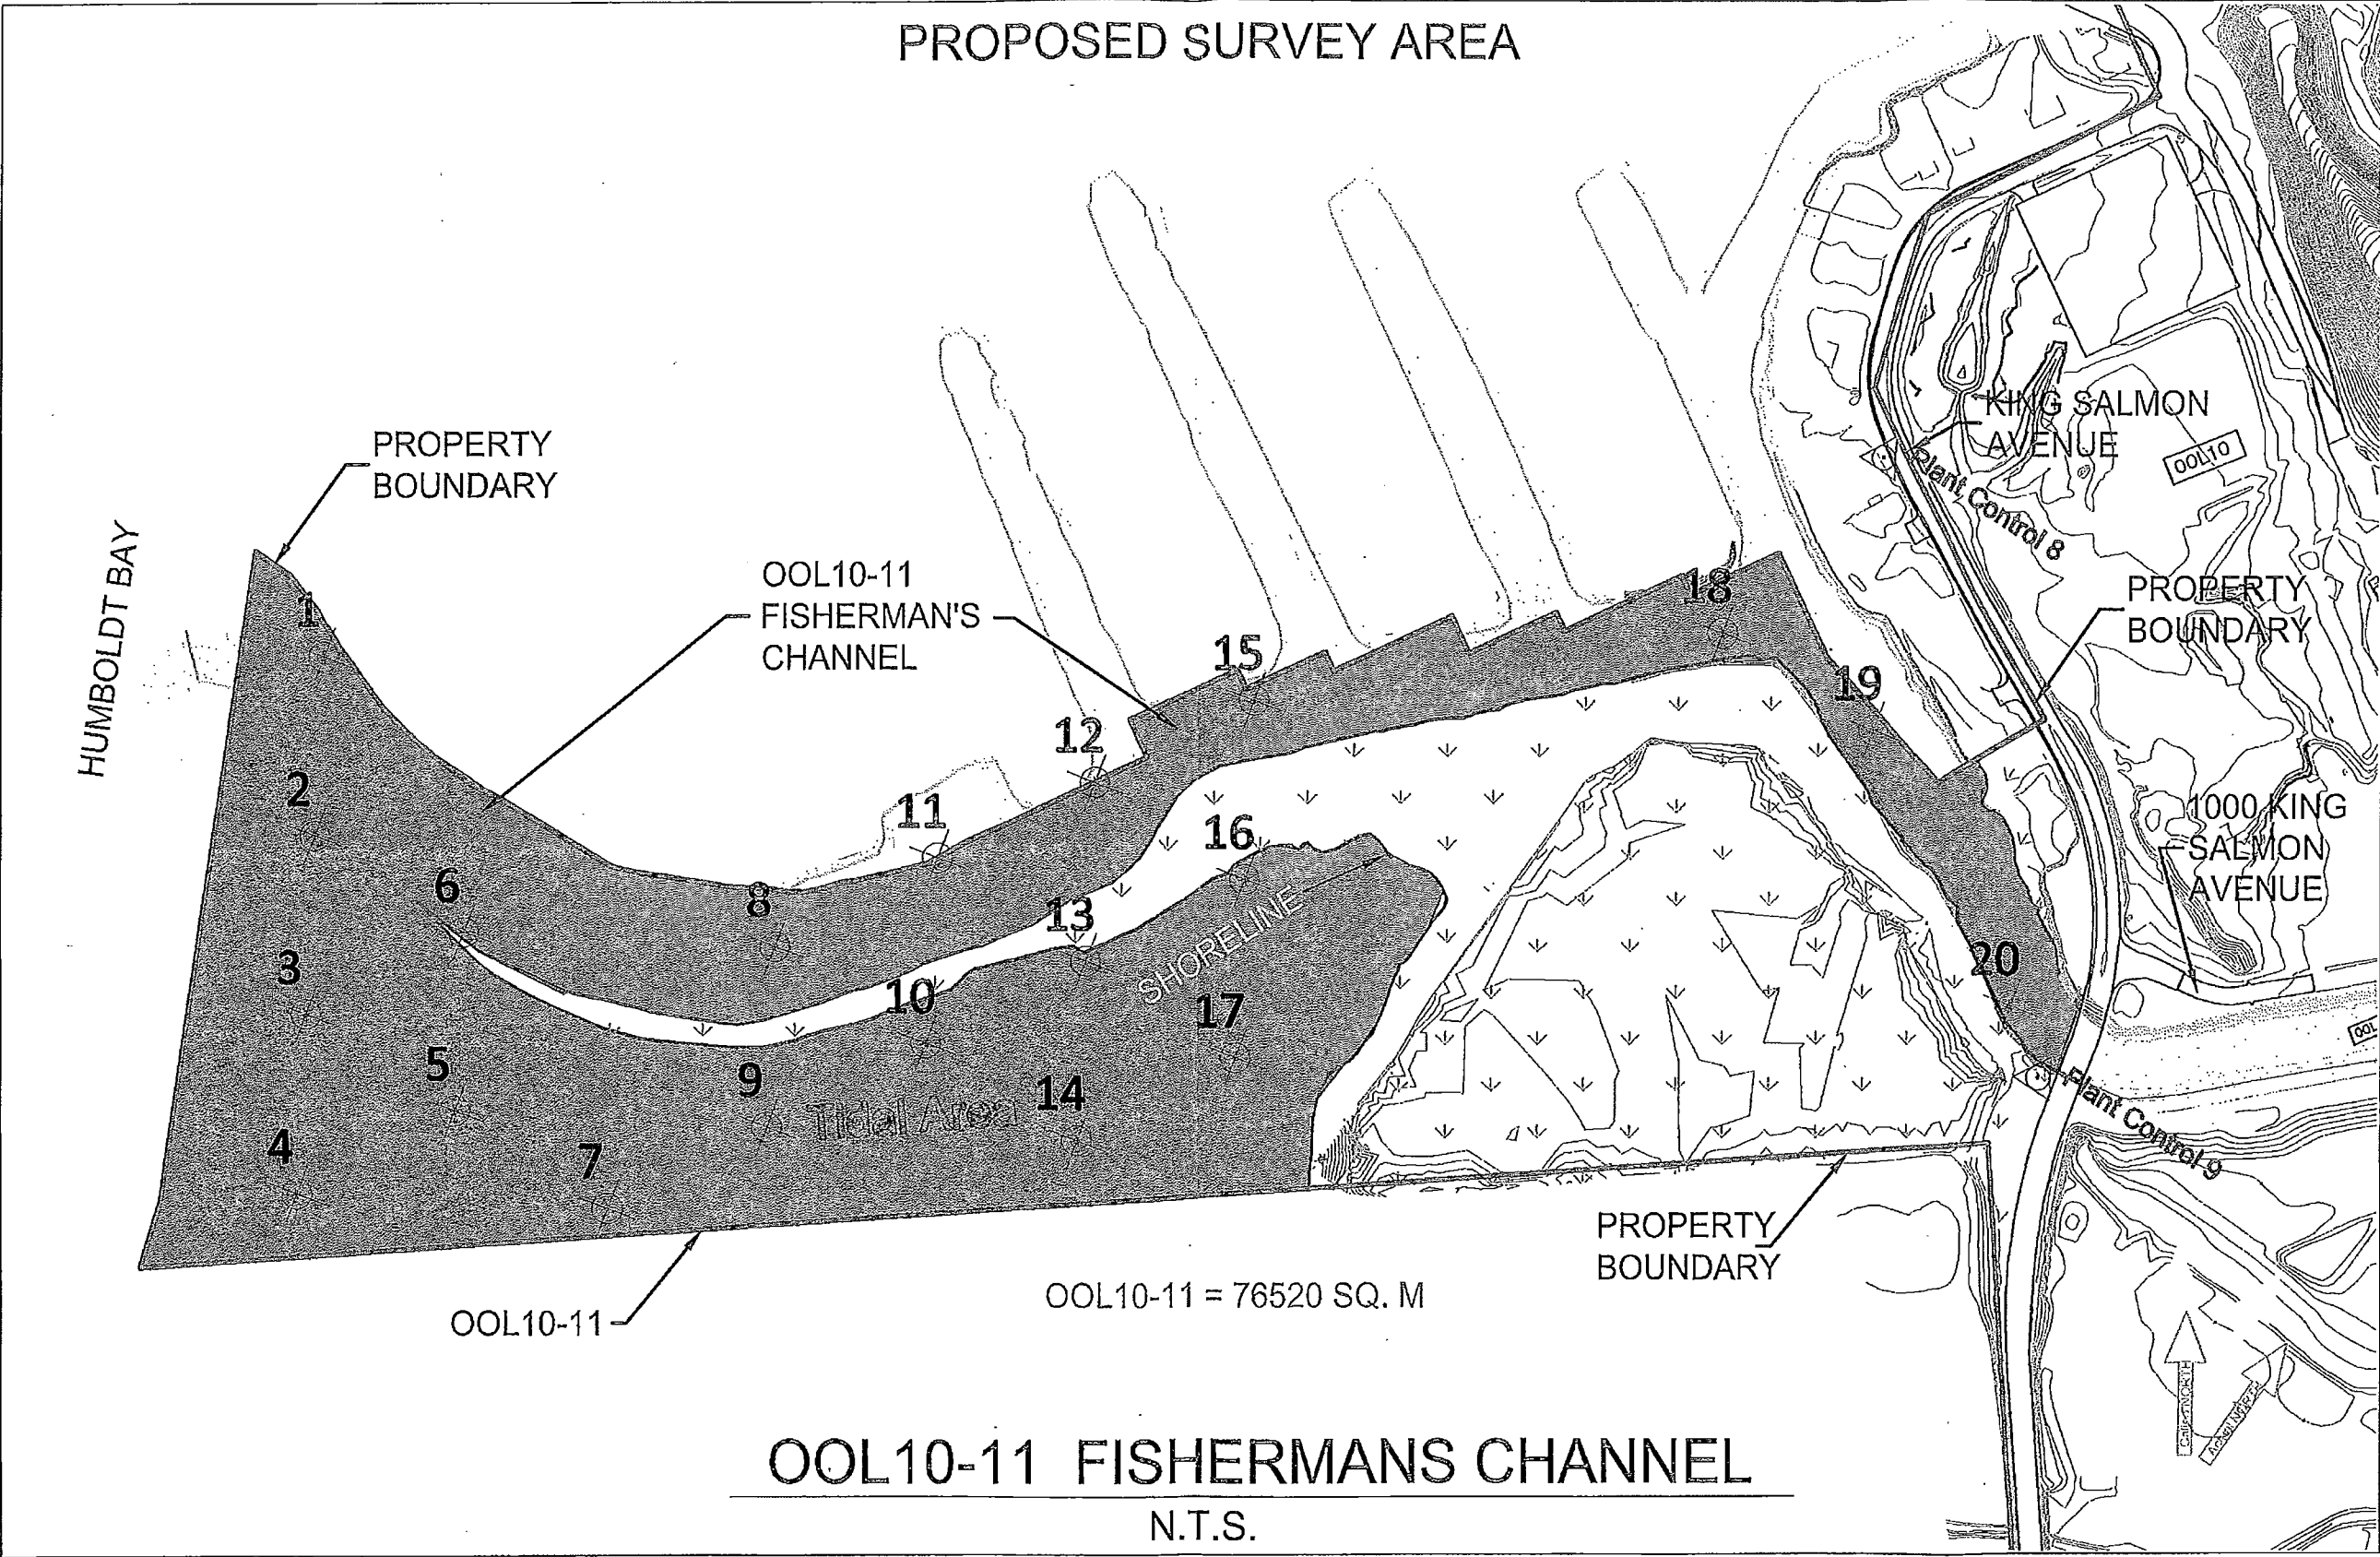 PROPOSED SURVEY AREA
PROPERTY
BOUNDARY
HUMBOLDT BAY
OOL10-11
FISHERMAN'S
CHANNEL
KING SALMON
AVENUE
OOL10
Plant Control 8
PROPERTY
BOUNDARY
1000 KING
SALMON
AVENUE
1
2
3
4
5
6
7
8
9
10
11
12
13
14
15
16
17
18
19
20
SHORELINE
Tidal Area
OOL
Plant Control 9
PROPERTY
BOUNDARY
OOL10-11
OOL10-11 = 76520 SQ. M
OOL10-11 FISHERMANS CHANNEL
N.T.S.